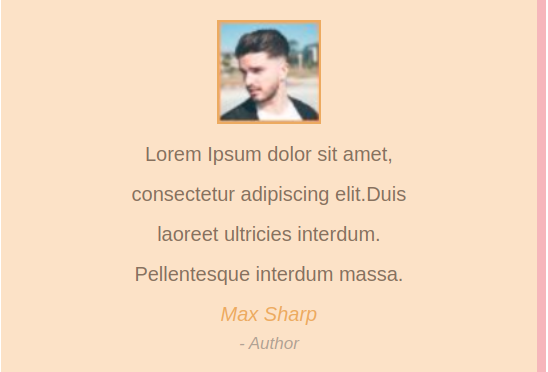 Lorem Ipsum dolor sit amet,
consectetur adipiscing elit.Duis
laoreet ultricies interdum.
Pellentesque interdum massa.
Max Sharp
- Author